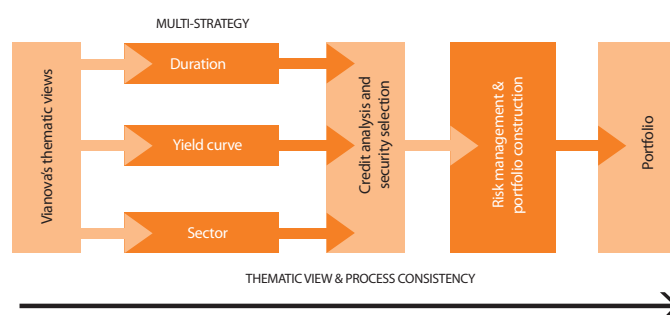 MULTI-STRATEGY
Vianova's thematic views
Duration
Yield curve
Sector
Credit analysis and
security selection
Risk management &
portfolio construction
Portfolio
THEMATIC VIEW & PROCESS CONSISTENCY